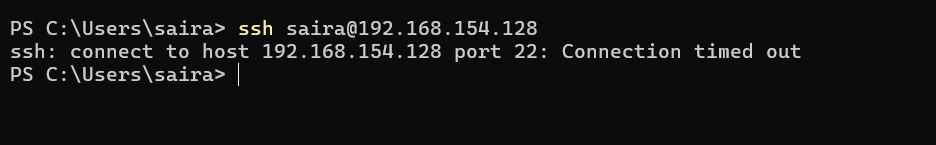 PS C:\Users\saira> ssh saira@192.168.154.128
ssh: connect to host 192.168.154.128 port 22: Connection timed out
PS C:\Users\saira>